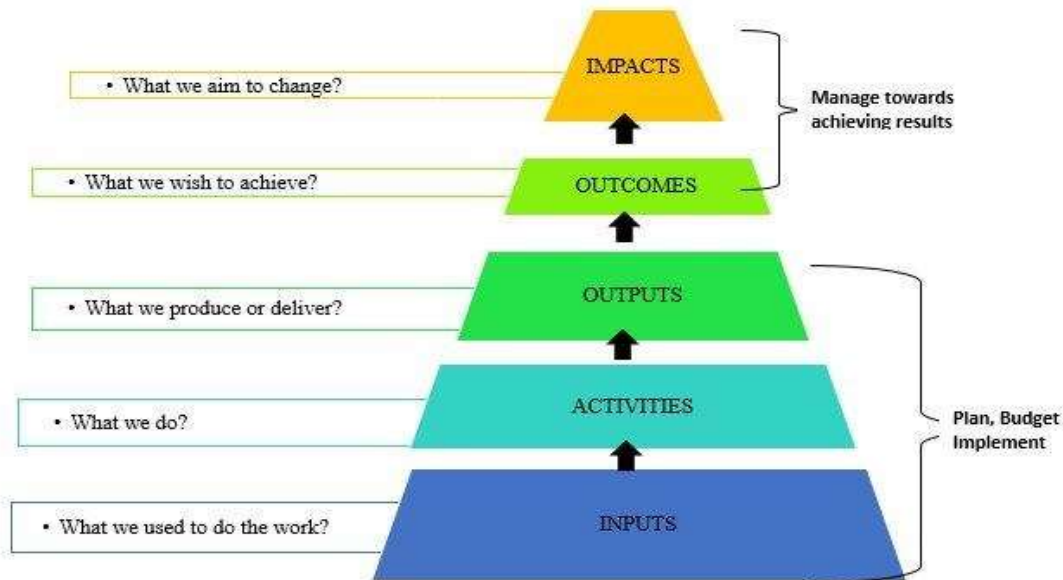 IMPACTS
• What we aim to change?
Manage towards
achieving results
• What we wish to achieve?
OUTCOMES
OUTPUTS
• What we produce or deliver?
ACTIVITIES
• What we do?
Plan, Budget
Implement
INPUTS
• What we used to do the work?